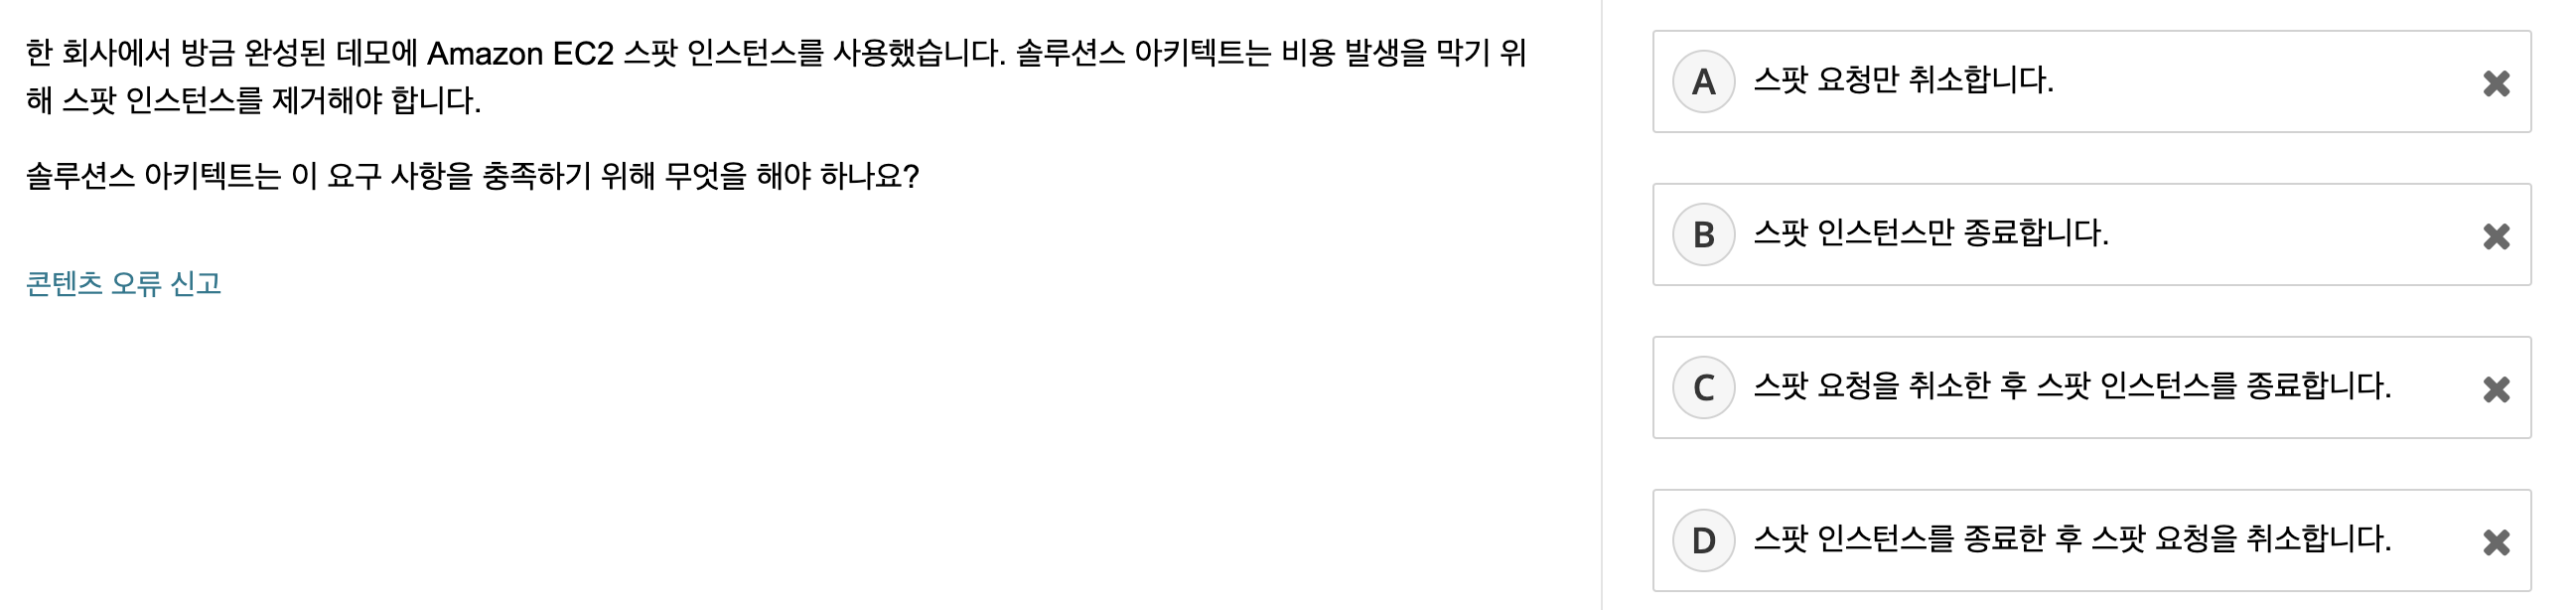 한 회사에서 방금 완성된 데모에 Amazon EC2 스팟 인스턴스를 사용했습니다. 솔루션스 아키텍트는 비용 발생을 막기 위
해 스팟 인스턴스를 제거해야 합니다.
솔루션스 아키텍트는 이 요구 사항을 충족하기 위해 무엇을 해야 하나요?
콘텐츠 오류 신고
A 스팟 요청만 취소합니다.
B 스팟 인스턴스만 종료합니다.
C 스팟 요청을 취소한 후 스팟 인스턴스를 종료합니다.
D 스팟 인스턴스를 종료한 후 스팟 요청을 취소합니다.